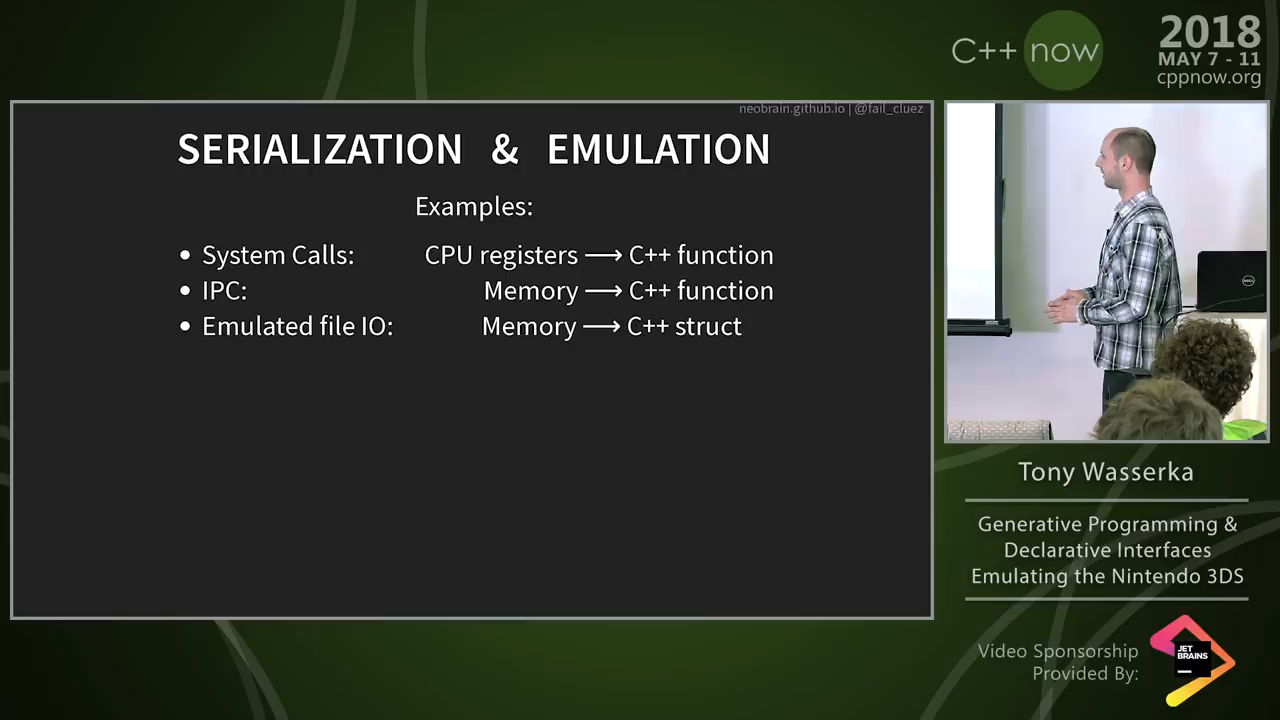 C++ now
2018
MAY 7 - 11
cppnow.org
neobrain.github.io | @fail_cluez
SERIALIZATION & EMULATION
Examples:
• System Calls: CPU registers ⟶ C++ function
• IPC: Memory ⟶ C++ function
• Emulated file IO: Memory ⟶ C++ struct
DELL
Tony Wasserka
Generative Programming &
Declarative Interfaces
Emulating the Nintendo 3DS
Video Sponsorship
Provided By:
JET
BRAINS